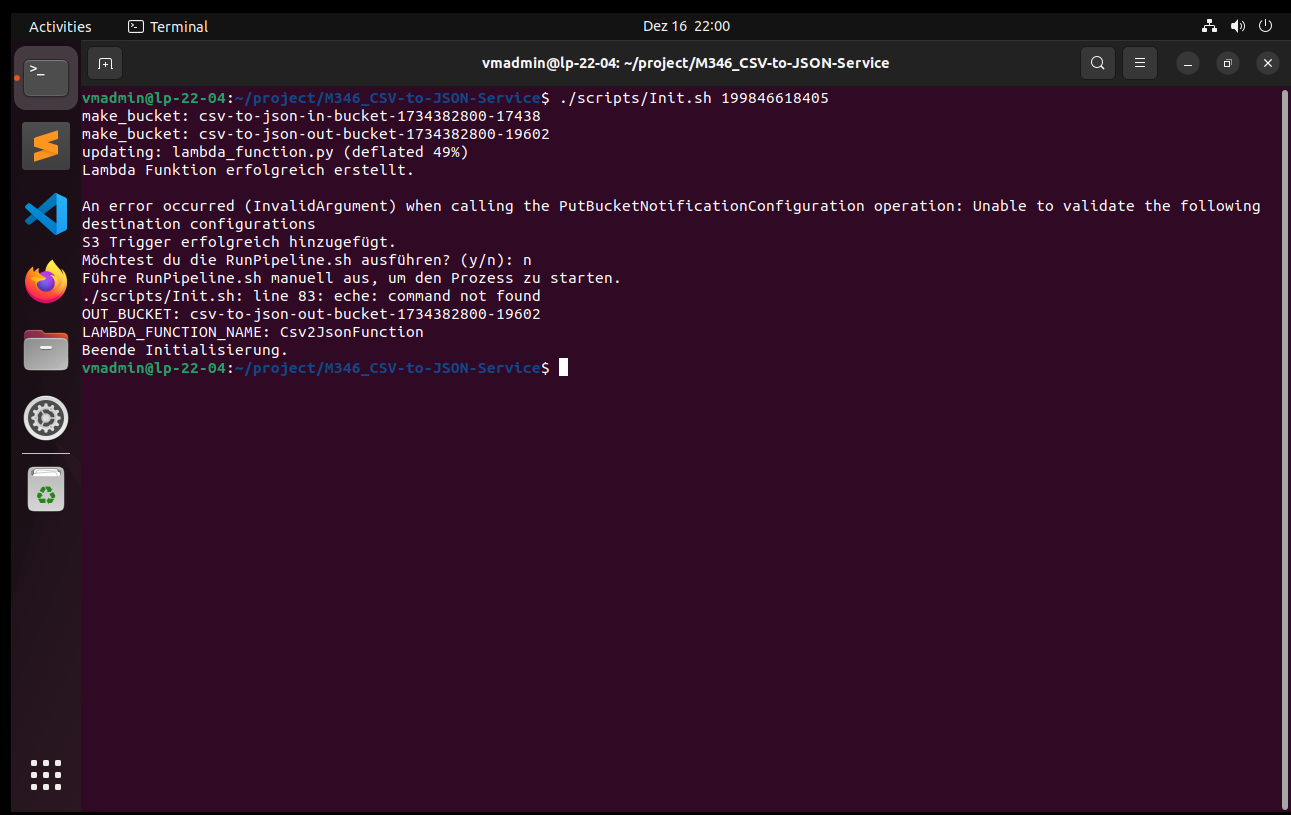 Activities
Terminal
Dez 16 22:00
vmadmin@lp-22-04: ~/project/M346_CSV-to-JSON-Service
vmadmin@lp-22-04:~/project/M346_CSV-to-JSON-Service$ ./scripts/Init.sh 199846618405
make_bucket: csv-to-json-in-bucket-1734382800-17438
make_bucket: csv-to-json-out-bucket-1734382800-19602
updating: lambda_function.py (deflated 49%)
Lambda Funktion erfolgreich erstellt.
An error occurred (InvalidArgument) when calling the PutBucketNotificationConfiguration operation: Unable to validate the following
destination configurations
S3 Trigger erfolgreich hinzugefügt.
Möchtest du die RunPipeline.sh ausführen? (y/n): n
Führe RunPipeline.sh manuell aus, um den Prozess zu starten.
./scripts/Init.sh: line 83: eche: command not found
OUT_BUCKET: csv-to-json-out-bucket-1734382800-19602
LAMBDA_FUNCTION_NAME: Csv2JsonFunction
Beende Initialisierung.
vmadmin@lp-22-04:~/project/M346_CSV-to-JSON-Service$